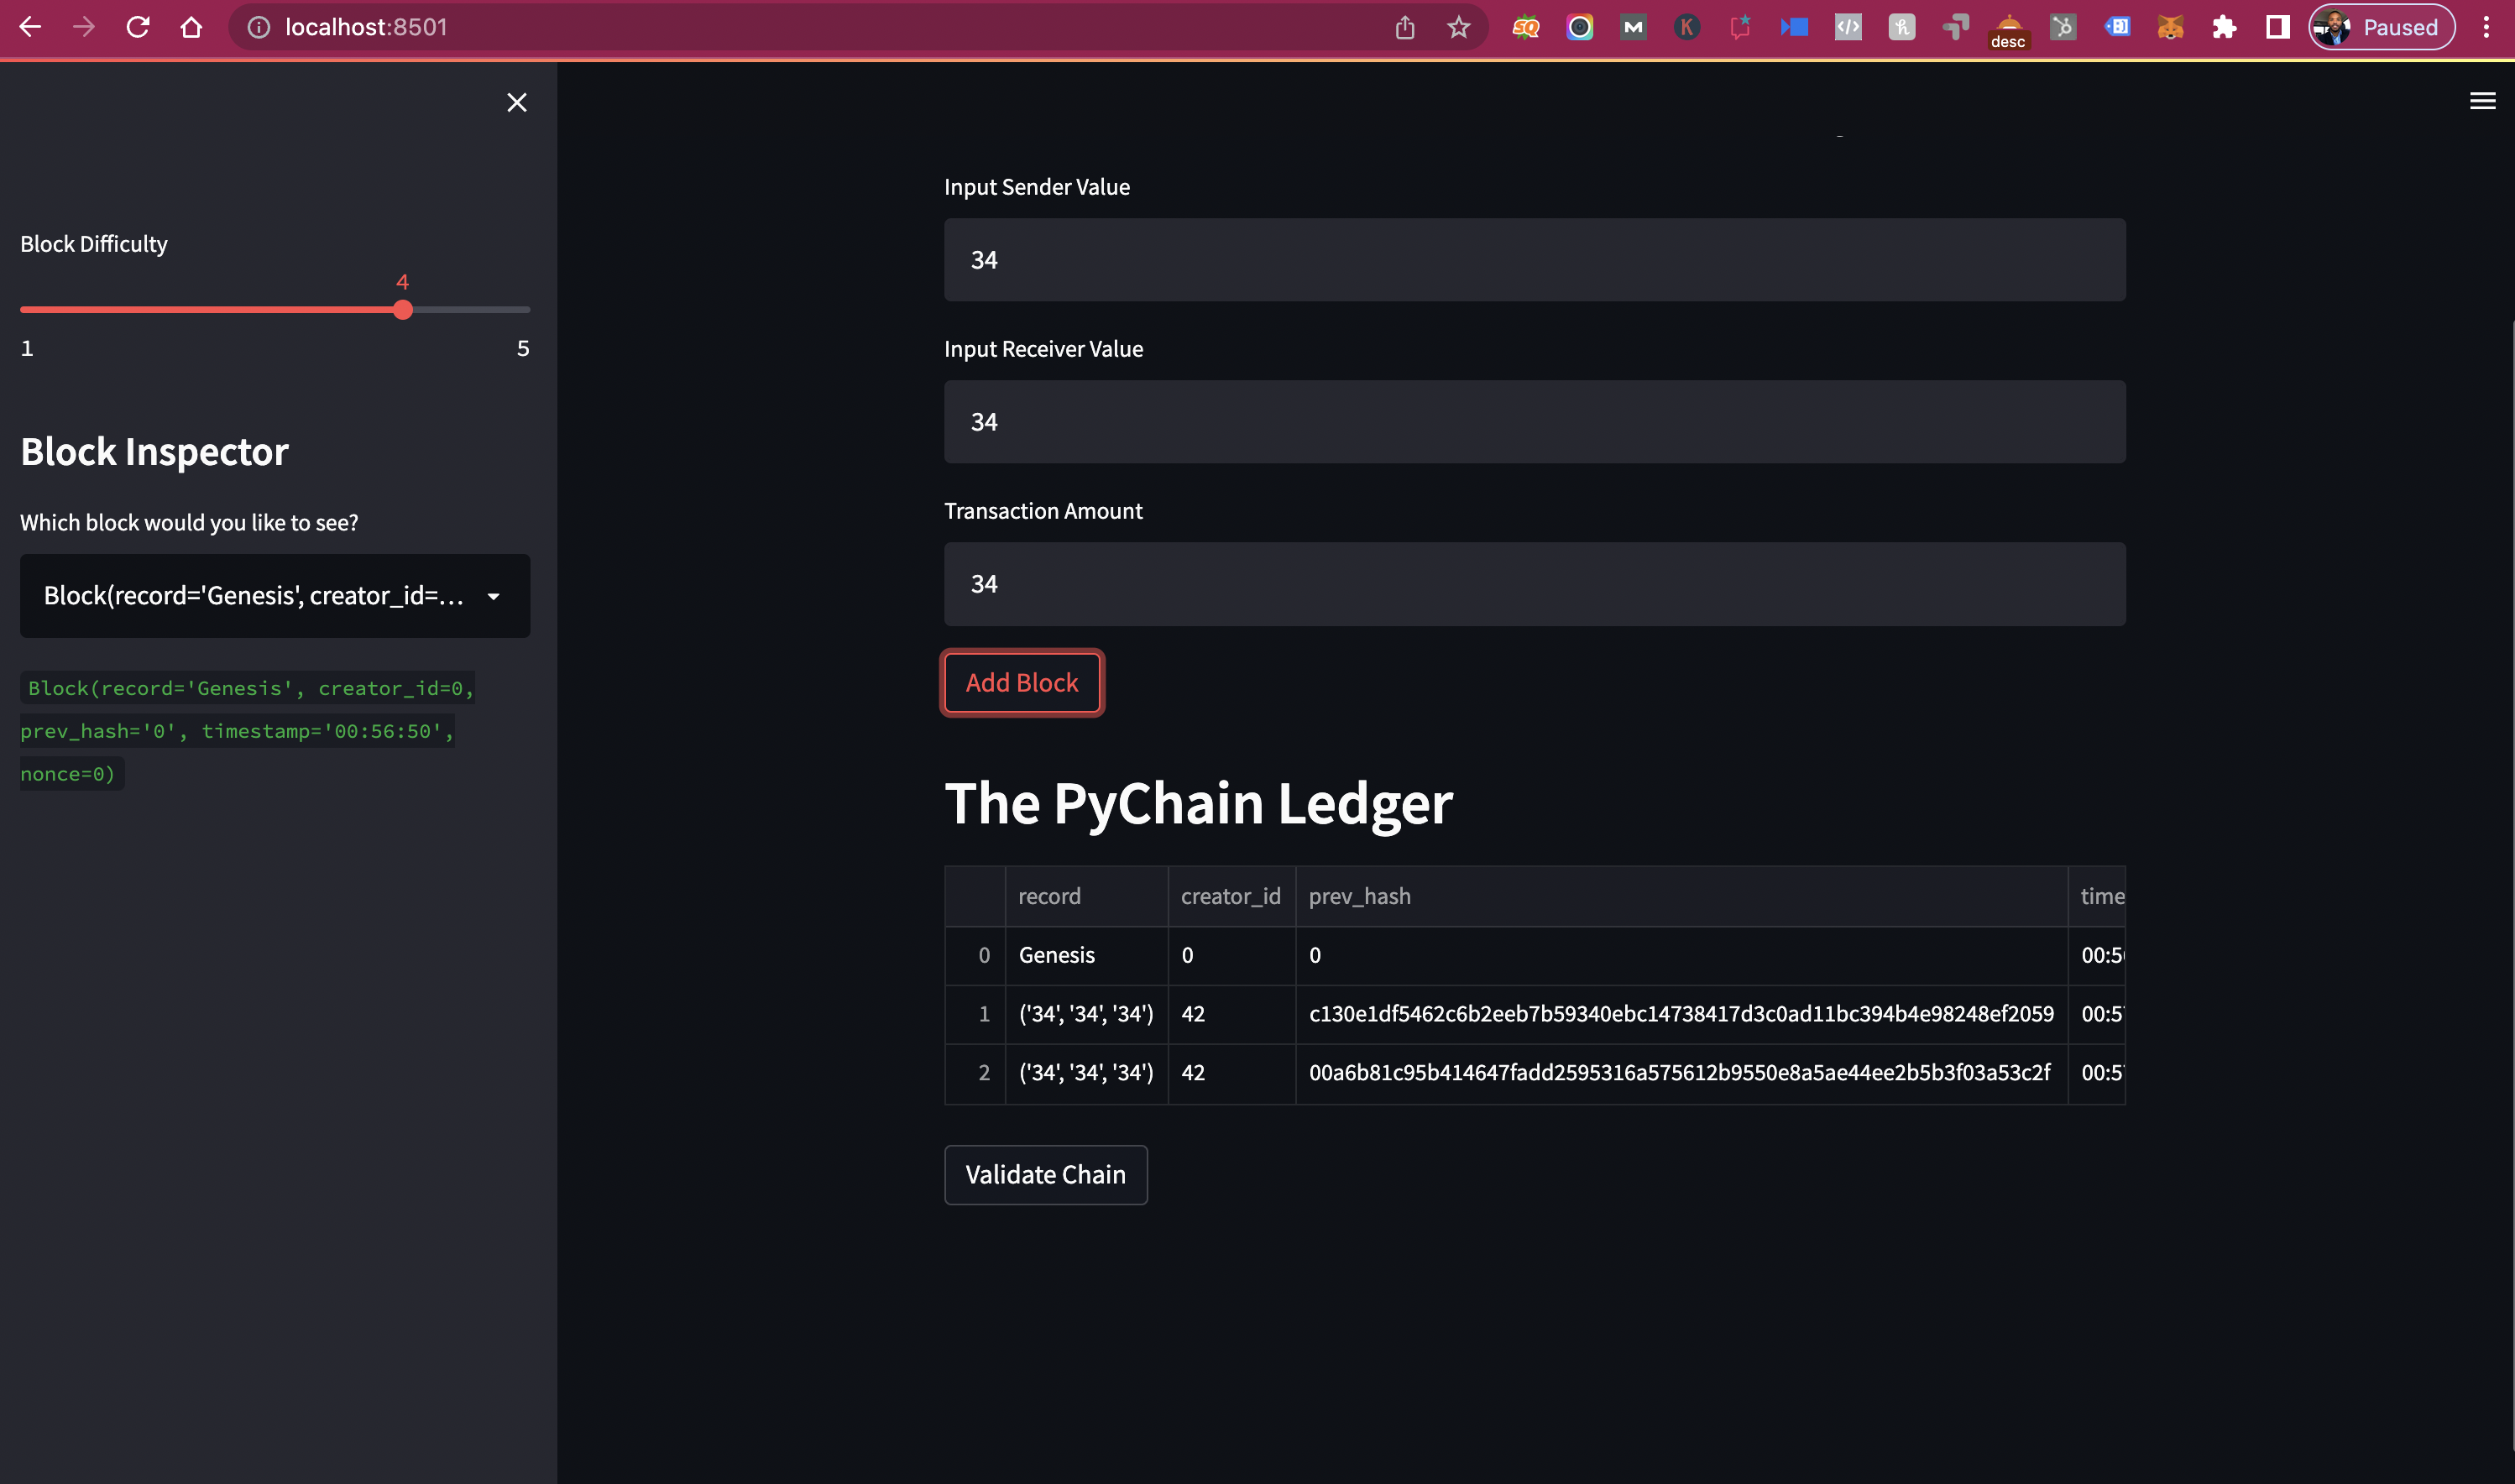 localhost:8501
desc
Paused
Block Difficulty
4
1
5
Block Inspector
Which block would you like to see?
Block(record='Genesis', creator_id=...
Block(record='Genesis', creator_id=0,
prev_hash='0', timestamp='00:56:50',
nonce=0)
Input Sender Value
34
Input Receiver Value
34
Transaction Amount
34
Add Block
The PyChain Ledger
record creator_id prev_hash time
0 Genesis 0 0 00:5
1 ('34', '34', '34') 42 c130e1df5462c6b2eeb7b59340ebc14738417d3c0ad11bc394b4e98248ef2059 00:5
2 ('34', '34', '34') 42 00a6b81c95b414647fadd2595316a575612b9550e8a5ae44ee2b5b3f03a53c2f 00:5
Validate Chain